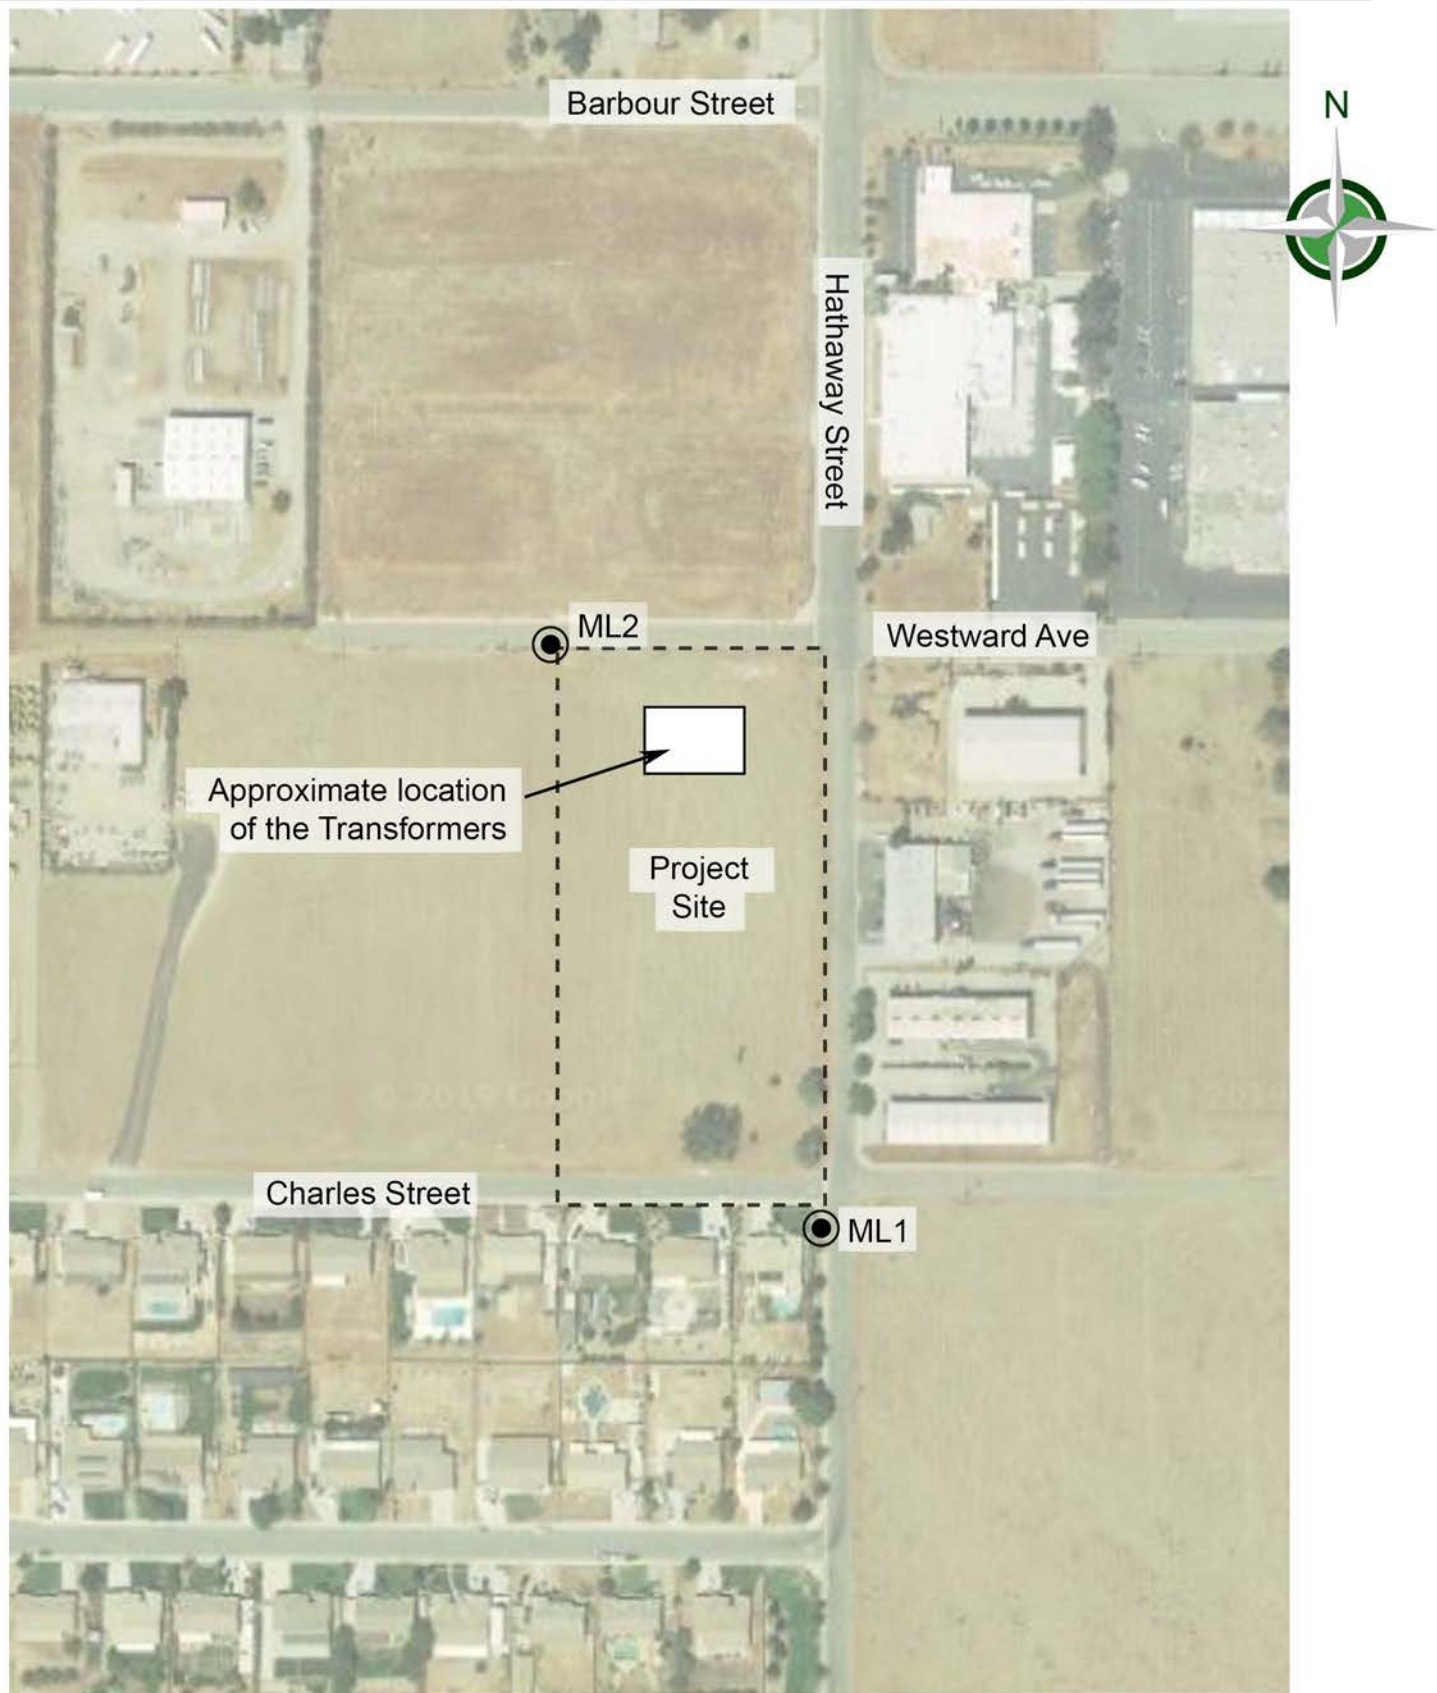 Barbour Street
N
Hathaway Street
ML2
Westward Ave
Approximate location
of the Transformers
Project
Site
Charles Street
ML1